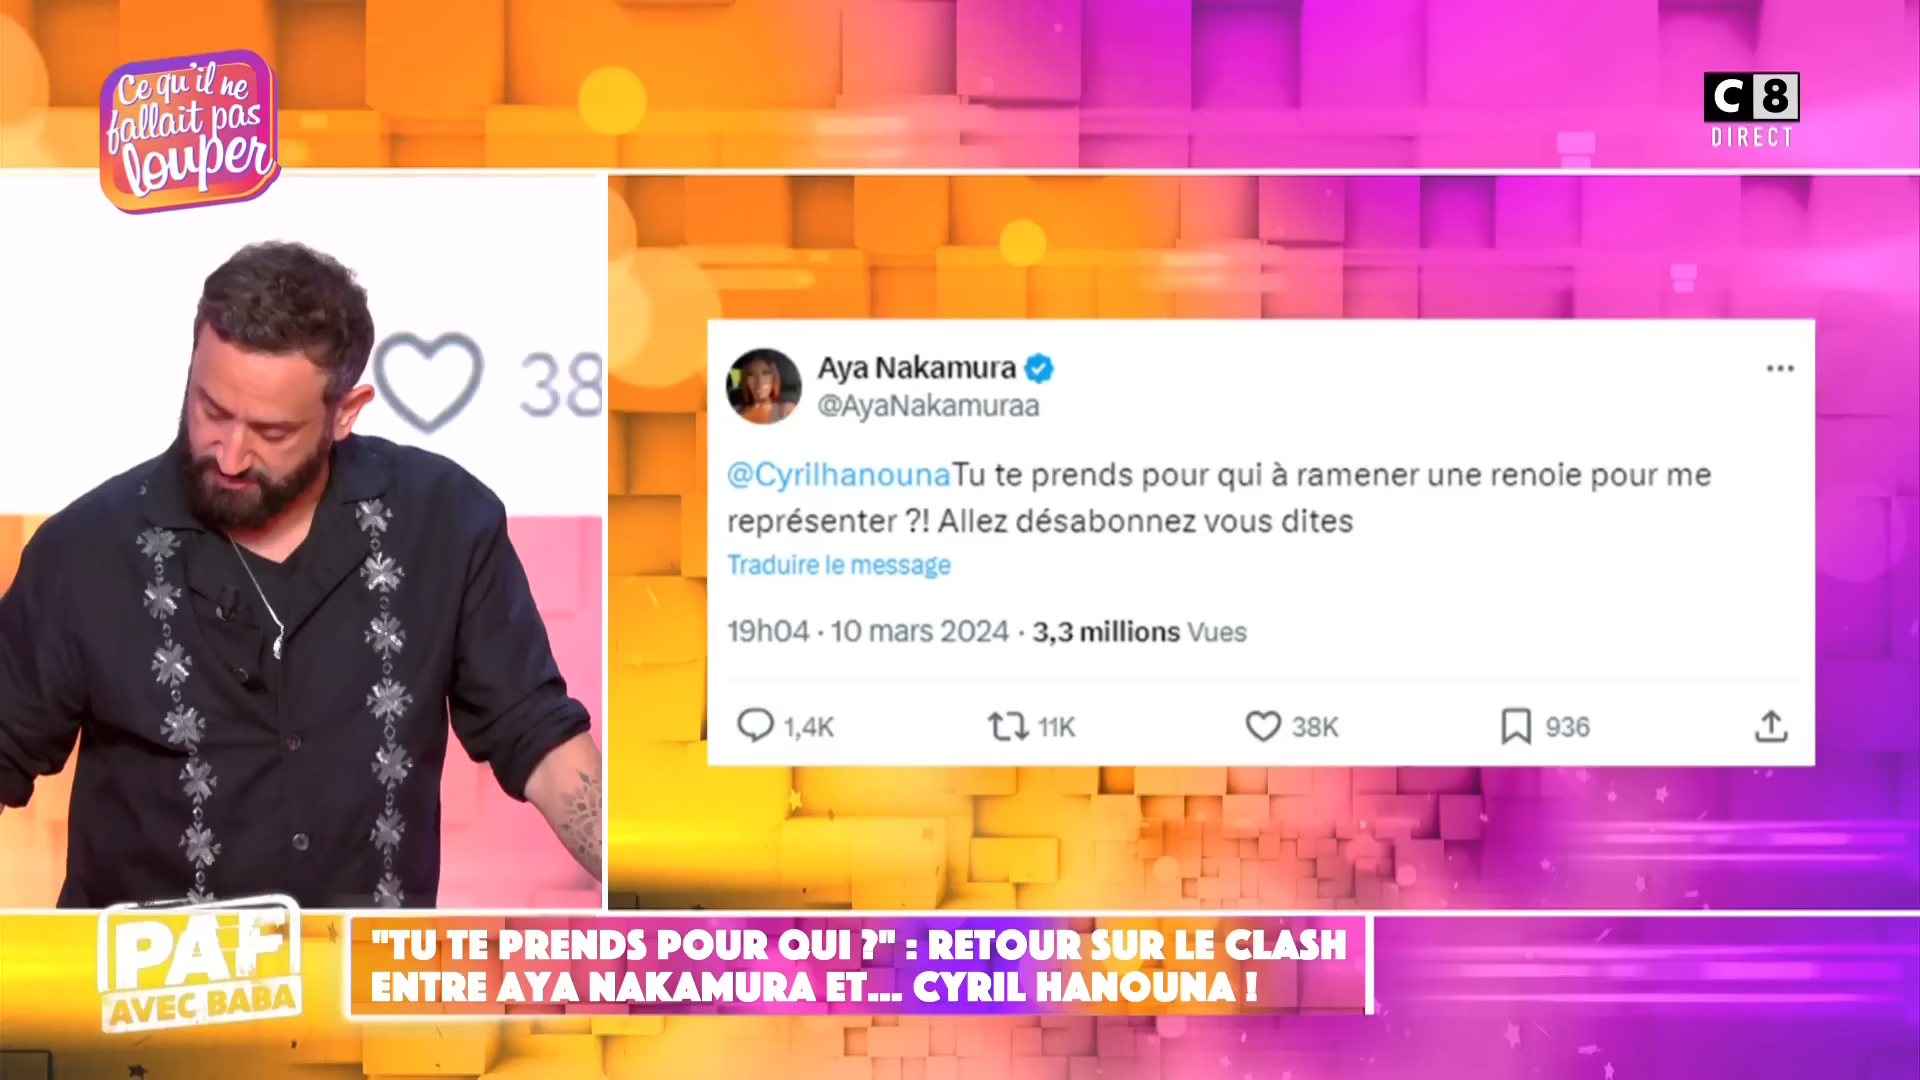 Ce qu'il ne
fallait pas
louper
C8
DIRECT
38
Aya Nakamura
@AyaNakamuraa
@CyrilhanounaTu te prends pour qui à ramener une renoie pour me
représenter ?! Allez désabonnez vous dites
Traduire le message
19h04 · 10 mars 2024 · 3,3 millions Vues
1,4K 11K 38K 936
PAF
AVEC BABA
"TU TE PRENDS POUR QUI ?" : RETOUR SUR LE CLASH
ENTRE AYA NAKAMURA ET... CYRIL HANOUNA !